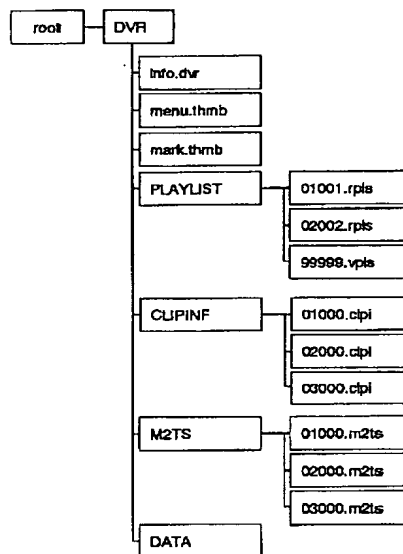 root DVR
info.dvr
menu.thmb
mark.thmb
PLAYLIST 01001.rpls
02002.rpls
99999.vpls
CLIPINF 01000.clpi
02000.clpi
03000.clpi
M2TS 01000.m2ts
02000.m2ts
03000.m2ts
DATA